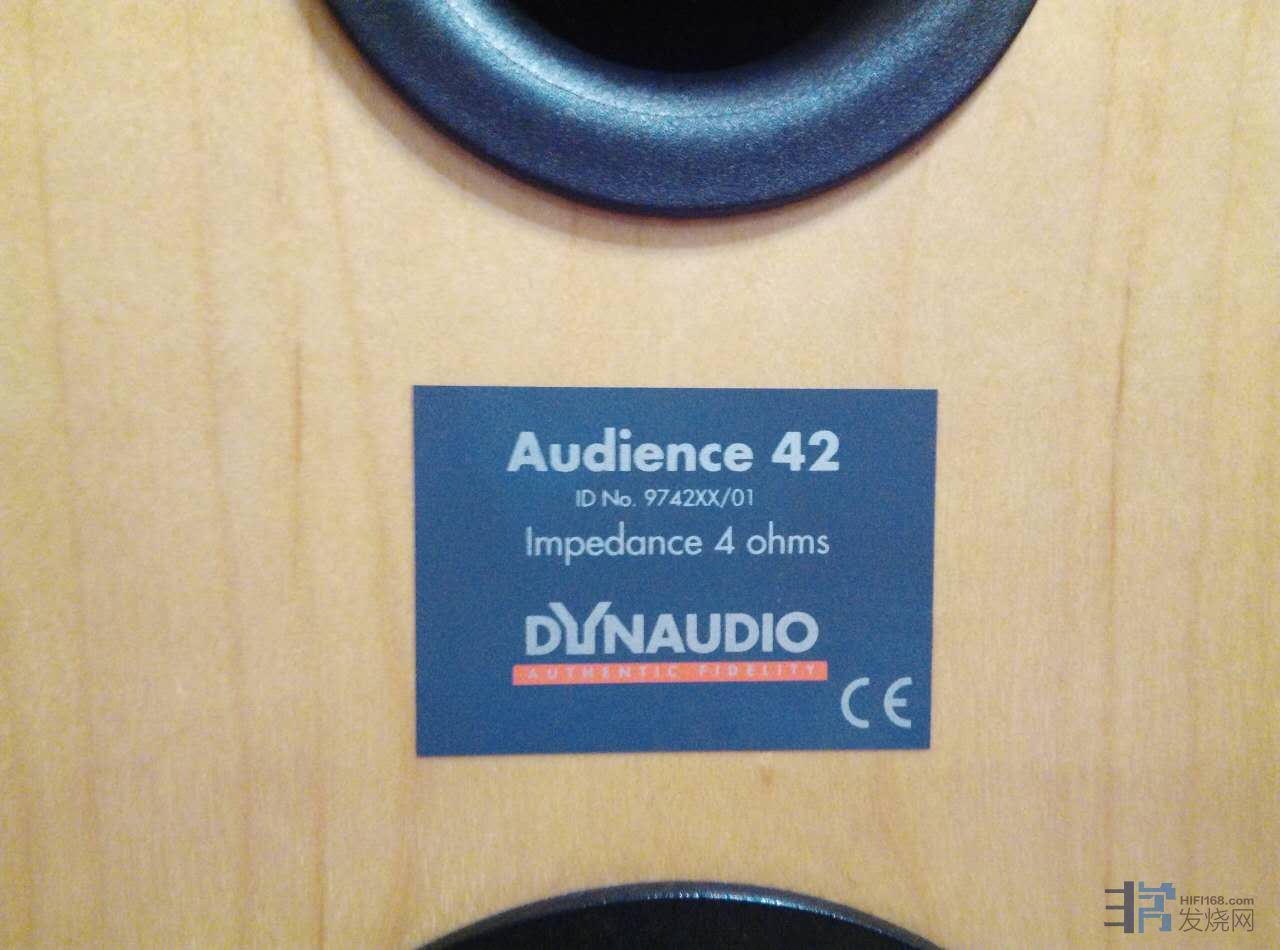 Audience 42
ID No. 9742XX/01
Impedance 4 ohms
DYNAUDIO
AUTHENTIC FIDELITY
CE
HIFI168.com
发烧网